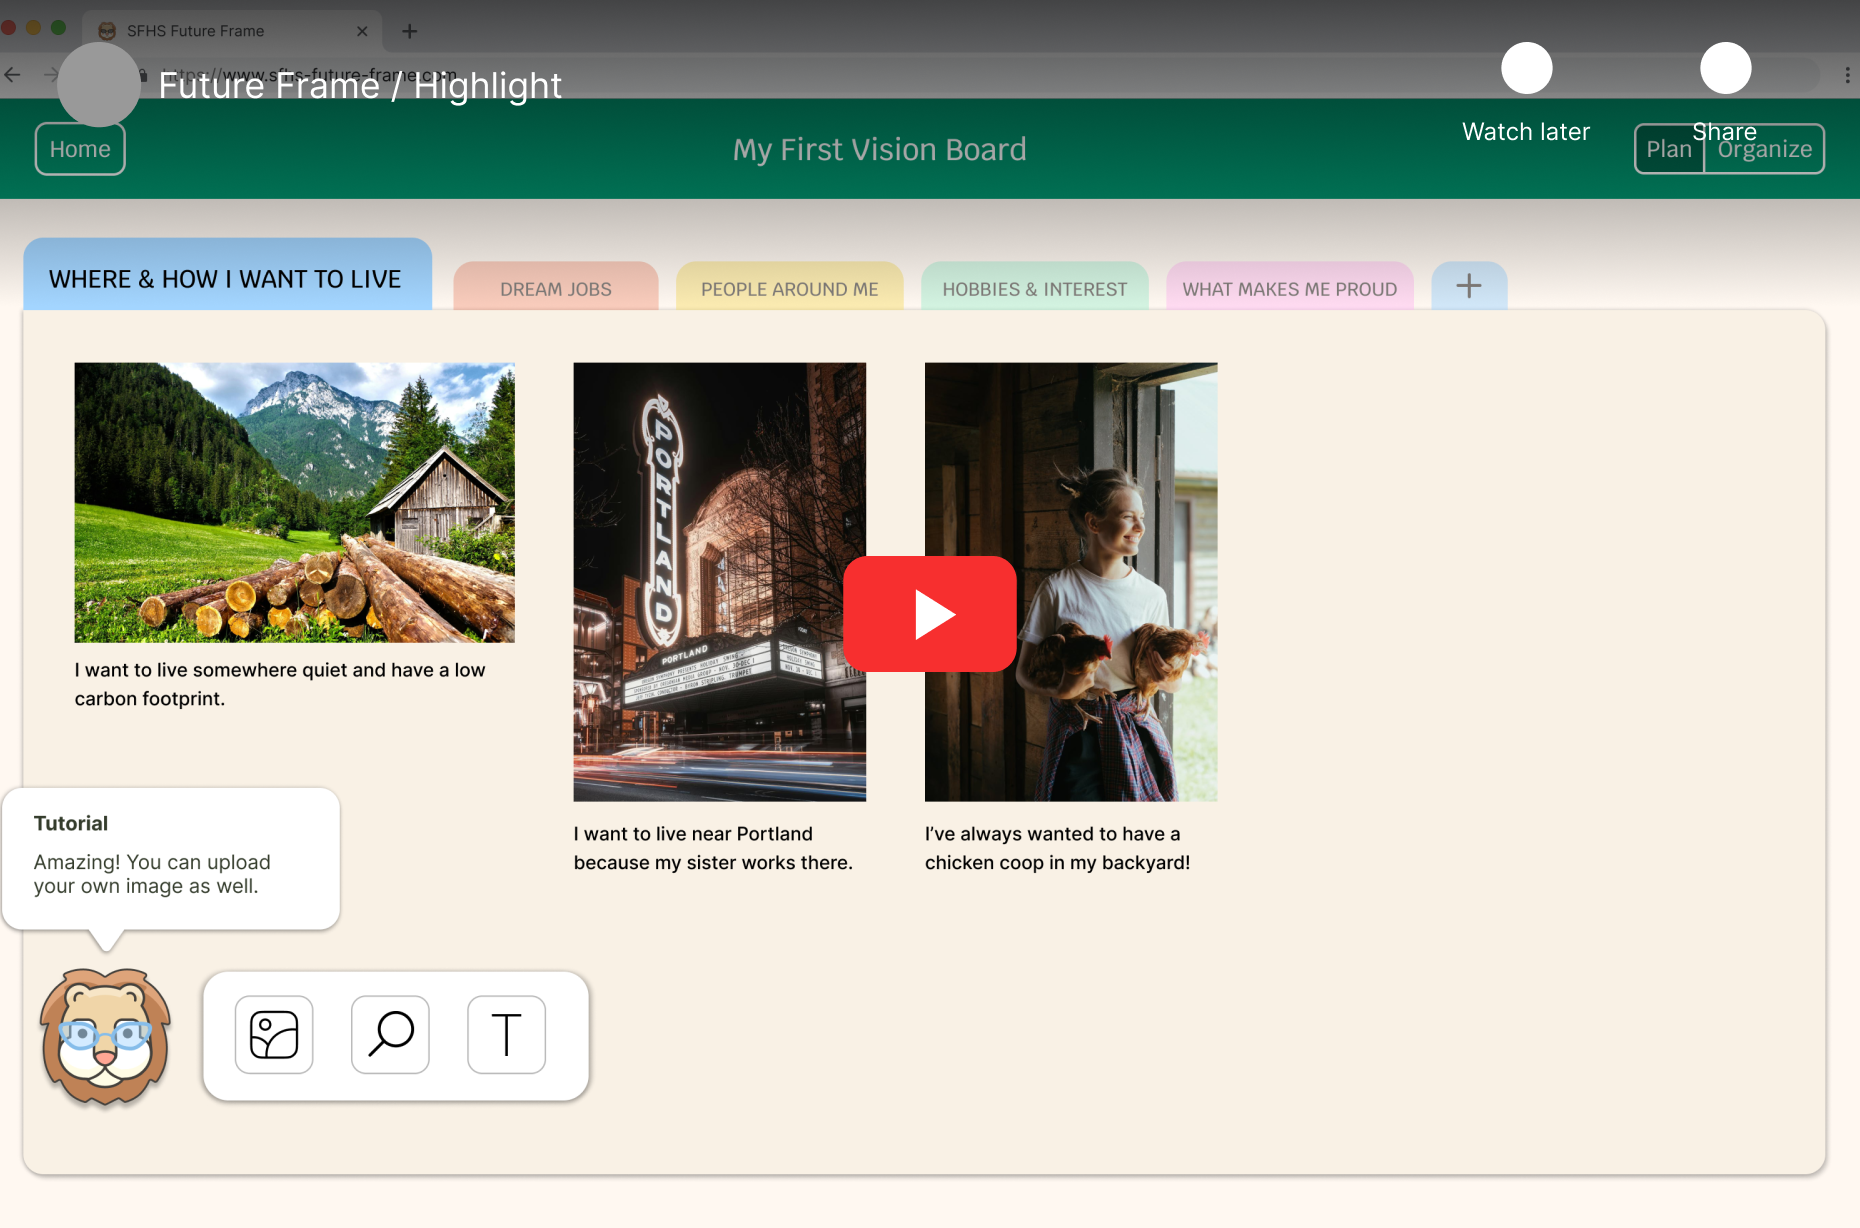 SFHS Future Frame
https://www.sfhs-future-frame.com
Future Frame / Highlight
Watch later
Share
Home
My First Vision Board
Plan
Organize
WHERE & HOW I WANT TO LIVE
DREAM JOBS
PEOPLE AROUND ME
HOBBIES & INTEREST
WHAT MAKES ME PROUD
PORTLAND
PORTLAND
I want to live somewhere quiet and have a low
carbon footprint.
I want to live near Portland
because my sister works there.
I’ve always wanted to have a
chicken coop in my backyard!
Tutorial
Amazing! You can upload
your own image as well.
T